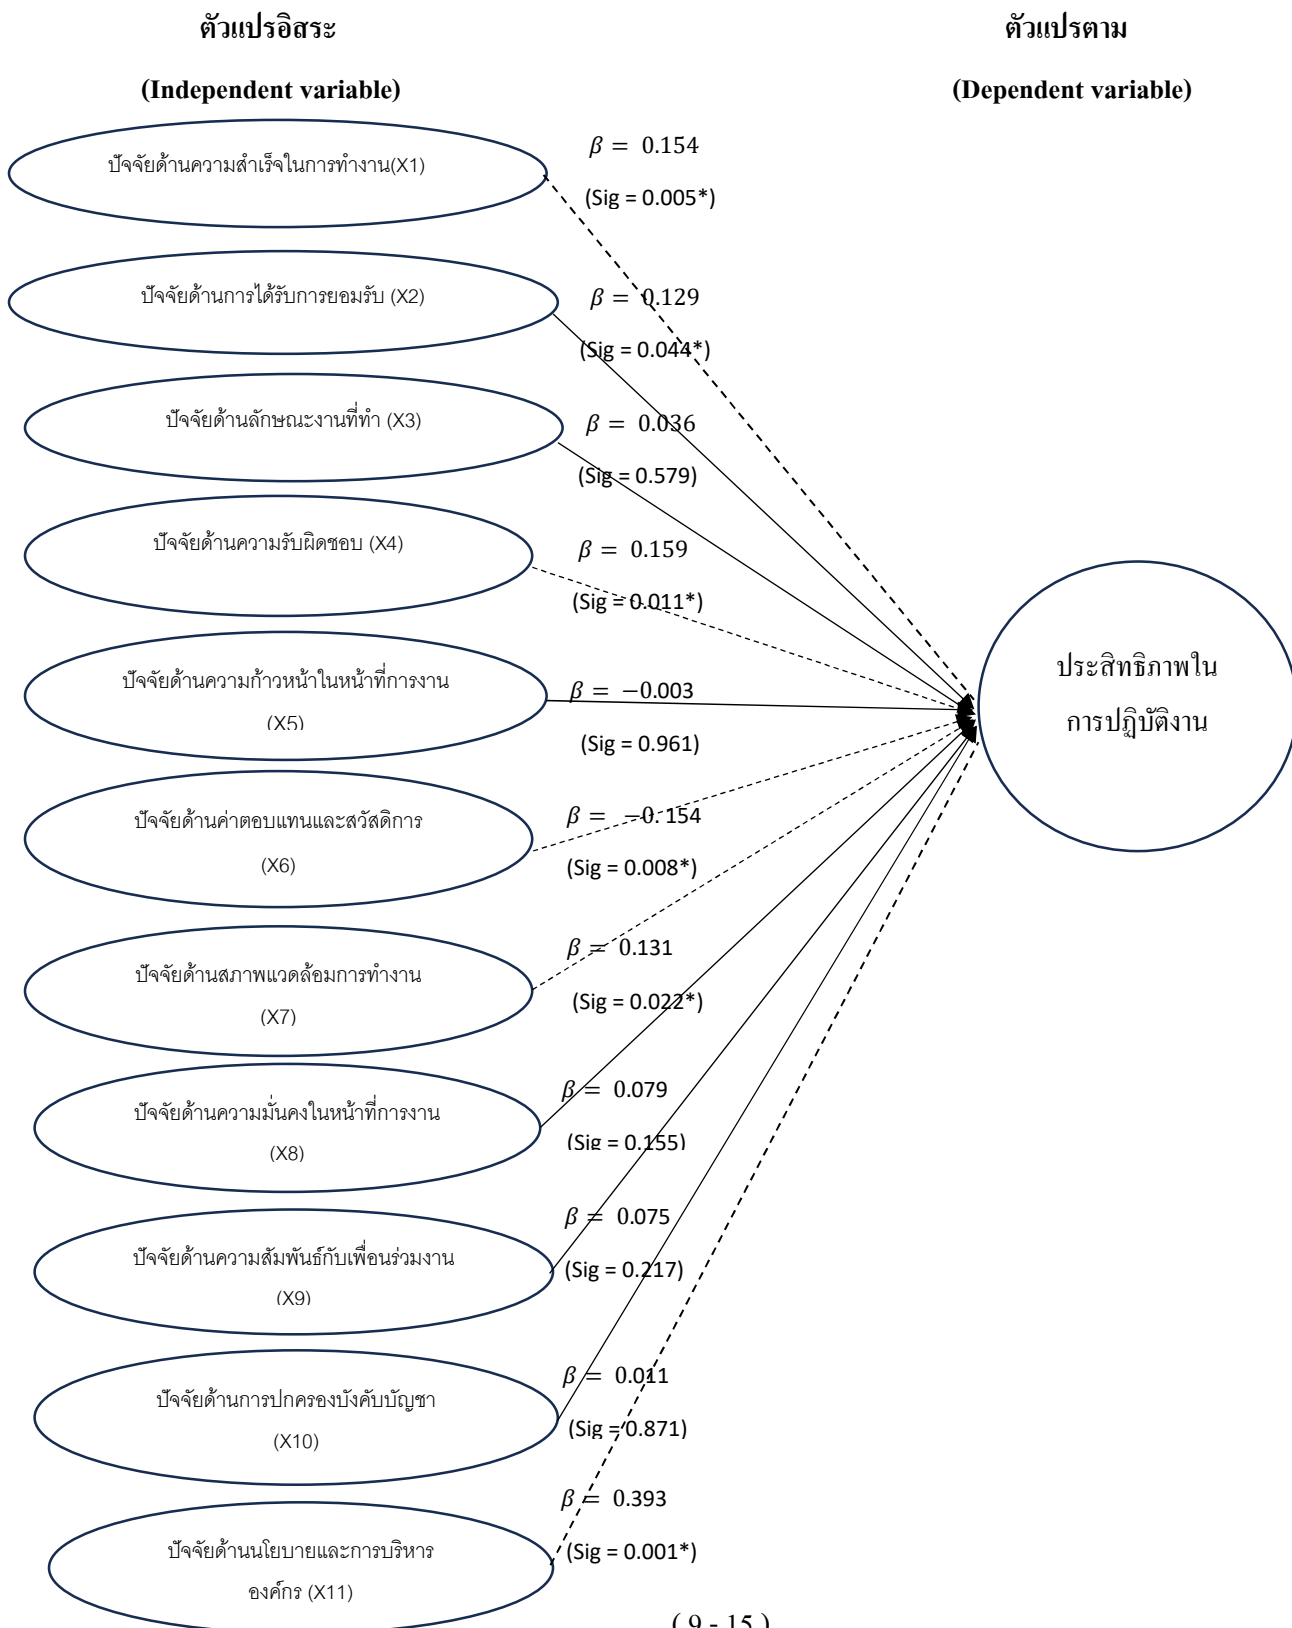 ตัวแปรอิสระ
ตัวแปรตาม
(Independent variable)
(Dependent variable)
ปัจจัยด้านความสำเร็จในการทำงาน(X1)
β = 0.154
(Sig = 0.005*)
ปัจจัยด้านการได้รับการยอมรับ (X2)
β = 0.129
(Sig = 0.044*)
ปัจจัยด้านลักษณะงานที่ทำ (X3)
β = 0.036
(Sig = 0.579)
ปัจจัยด้านความรับผิดชอบ (X4)
β = 0.159
(Sig = 0.011*)
ปัจจัยด้านความก้าวหน้าในหน้าที่การงาน
(X5)
β = −0.003
(Sig = 0.961)
ปัจจัยด้านค่าตอบแทนและสวัสดิการ
(X6)
β = −0.154
(Sig = 0.008*)
ปัจจัยด้านสภาพแวดล้อมการทำงาน
(X7)
β = 0.131
(Sig = 0.022*)
ปัจจัยด้านความมั่นคงในหน้าที่การงาน
(X8)
β = 0.079
(Sig = 0.155)
ปัจจัยด้านความสัมพันธ์กับเพื่อนร่วมงาน
(X9)
β = 0.075
(Sig = 0.217)
ปัจจัยด้านการปกครองบังคับบัญชา
(X10)
β = 0.011
(Sig = 0.871)
ปัจจัยด้านนโยบายและการบริหาร
องค์กร (X11)
β = 0.393
(Sig = 0.001*)
ประสิทธิภาพใน
การปฏิบัติงาน
( 9 - 15 )